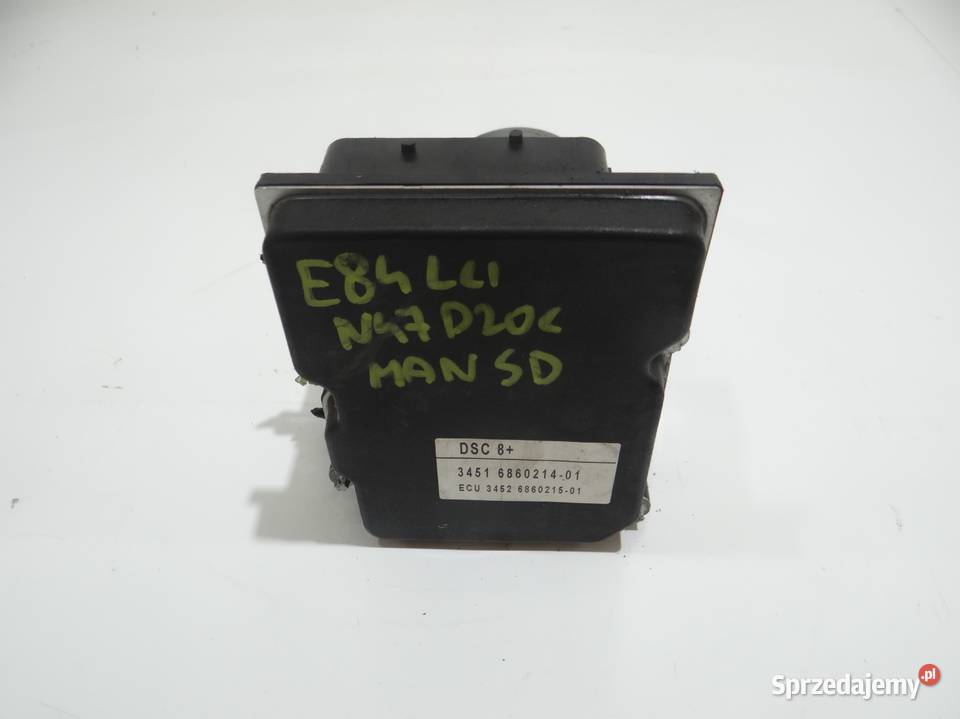 E84 LCI
N47D20C
MAN SD
DSC 8+
3451 6860214-01
ECU 3452 6860215-01
Sprzedajemy.pl